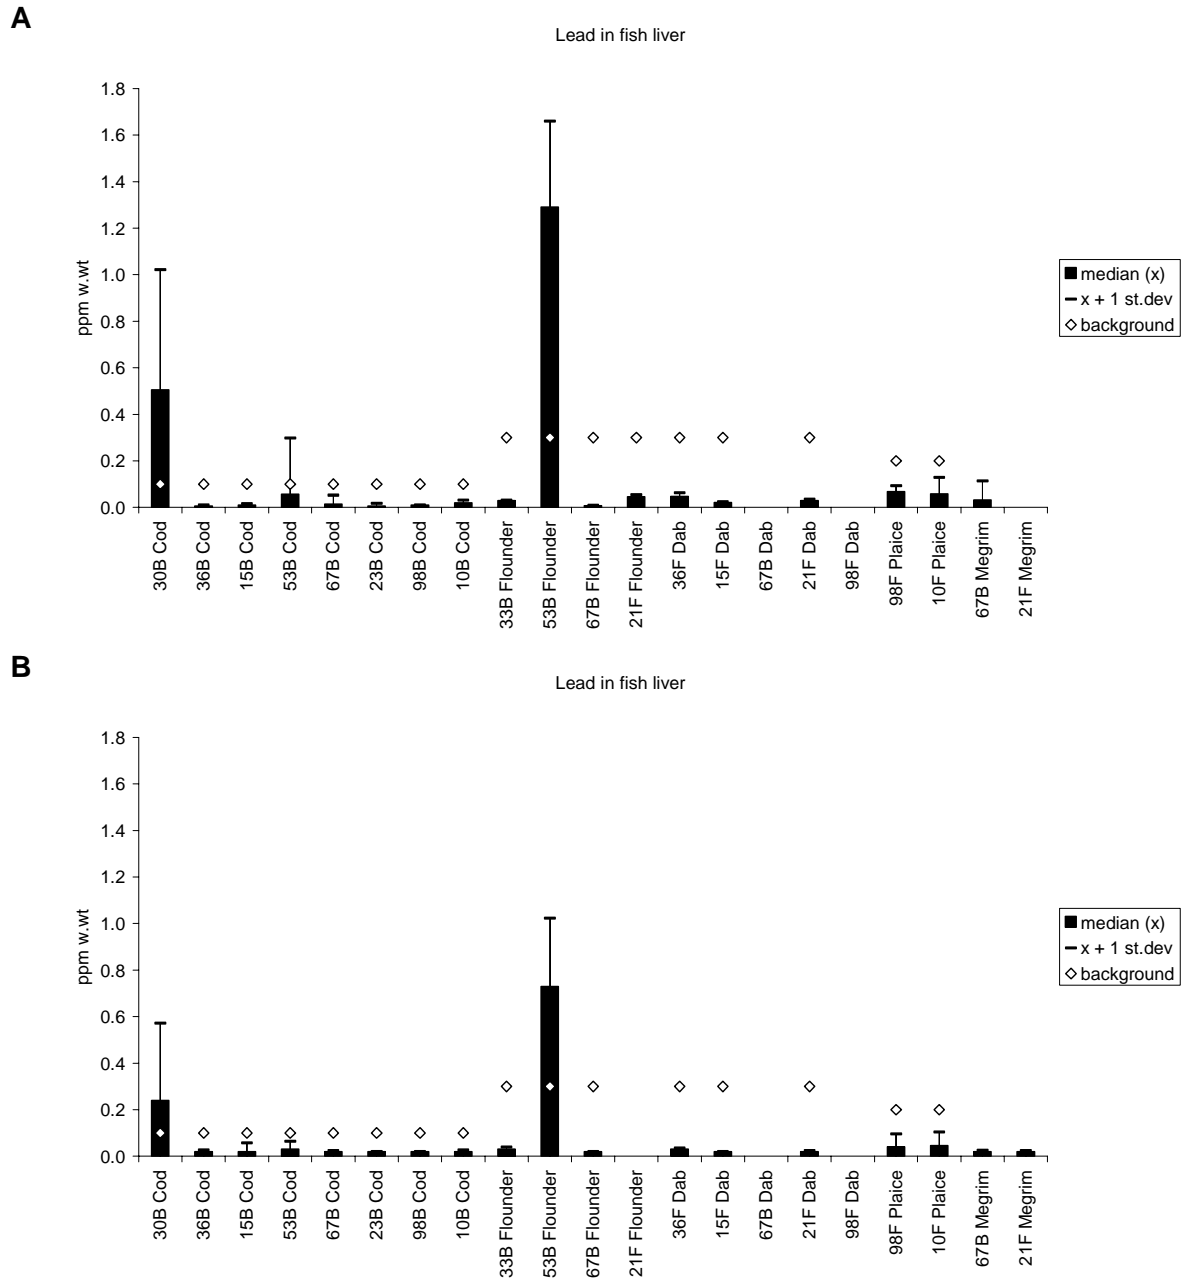 A
Lead in fish liver
1.8
1.6
1.4
1.2
1.0
0.8
0.6
0.4
0.2
0.0
ppm w.wt
30B Cod
36B Cod
15B Cod
53B Cod
67B Cod
23B Cod
98B Cod
10B Cod
33B Flounder
53B Flounder
67B Flounder
21F Flounder
36F Dab
15F Dab
67B Dab
21F Dab
98F Dab
98F Plaice
10F Plaice
67B Megrim
21F Megrim
median (x)
x + 1 st.dev
background
B
Lead in fish liver
1.8
1.6
1.4
1.2
1.0
0.8
0.6
0.4
0.2
0.0
ppm w.wt
30B Cod
36B Cod
15B Cod
53B Cod
67B Cod
23B Cod
98B Cod
10B Cod
33B Flounder
53B Flounder
67B Flounder
21F Flounder
36F Dab
15F Dab
67B Dab
21F Dab
98F Dab
98F Plaice
10F Plaice
67B Megrim
21F Megrim
median (x)
x + 1 st.dev
background